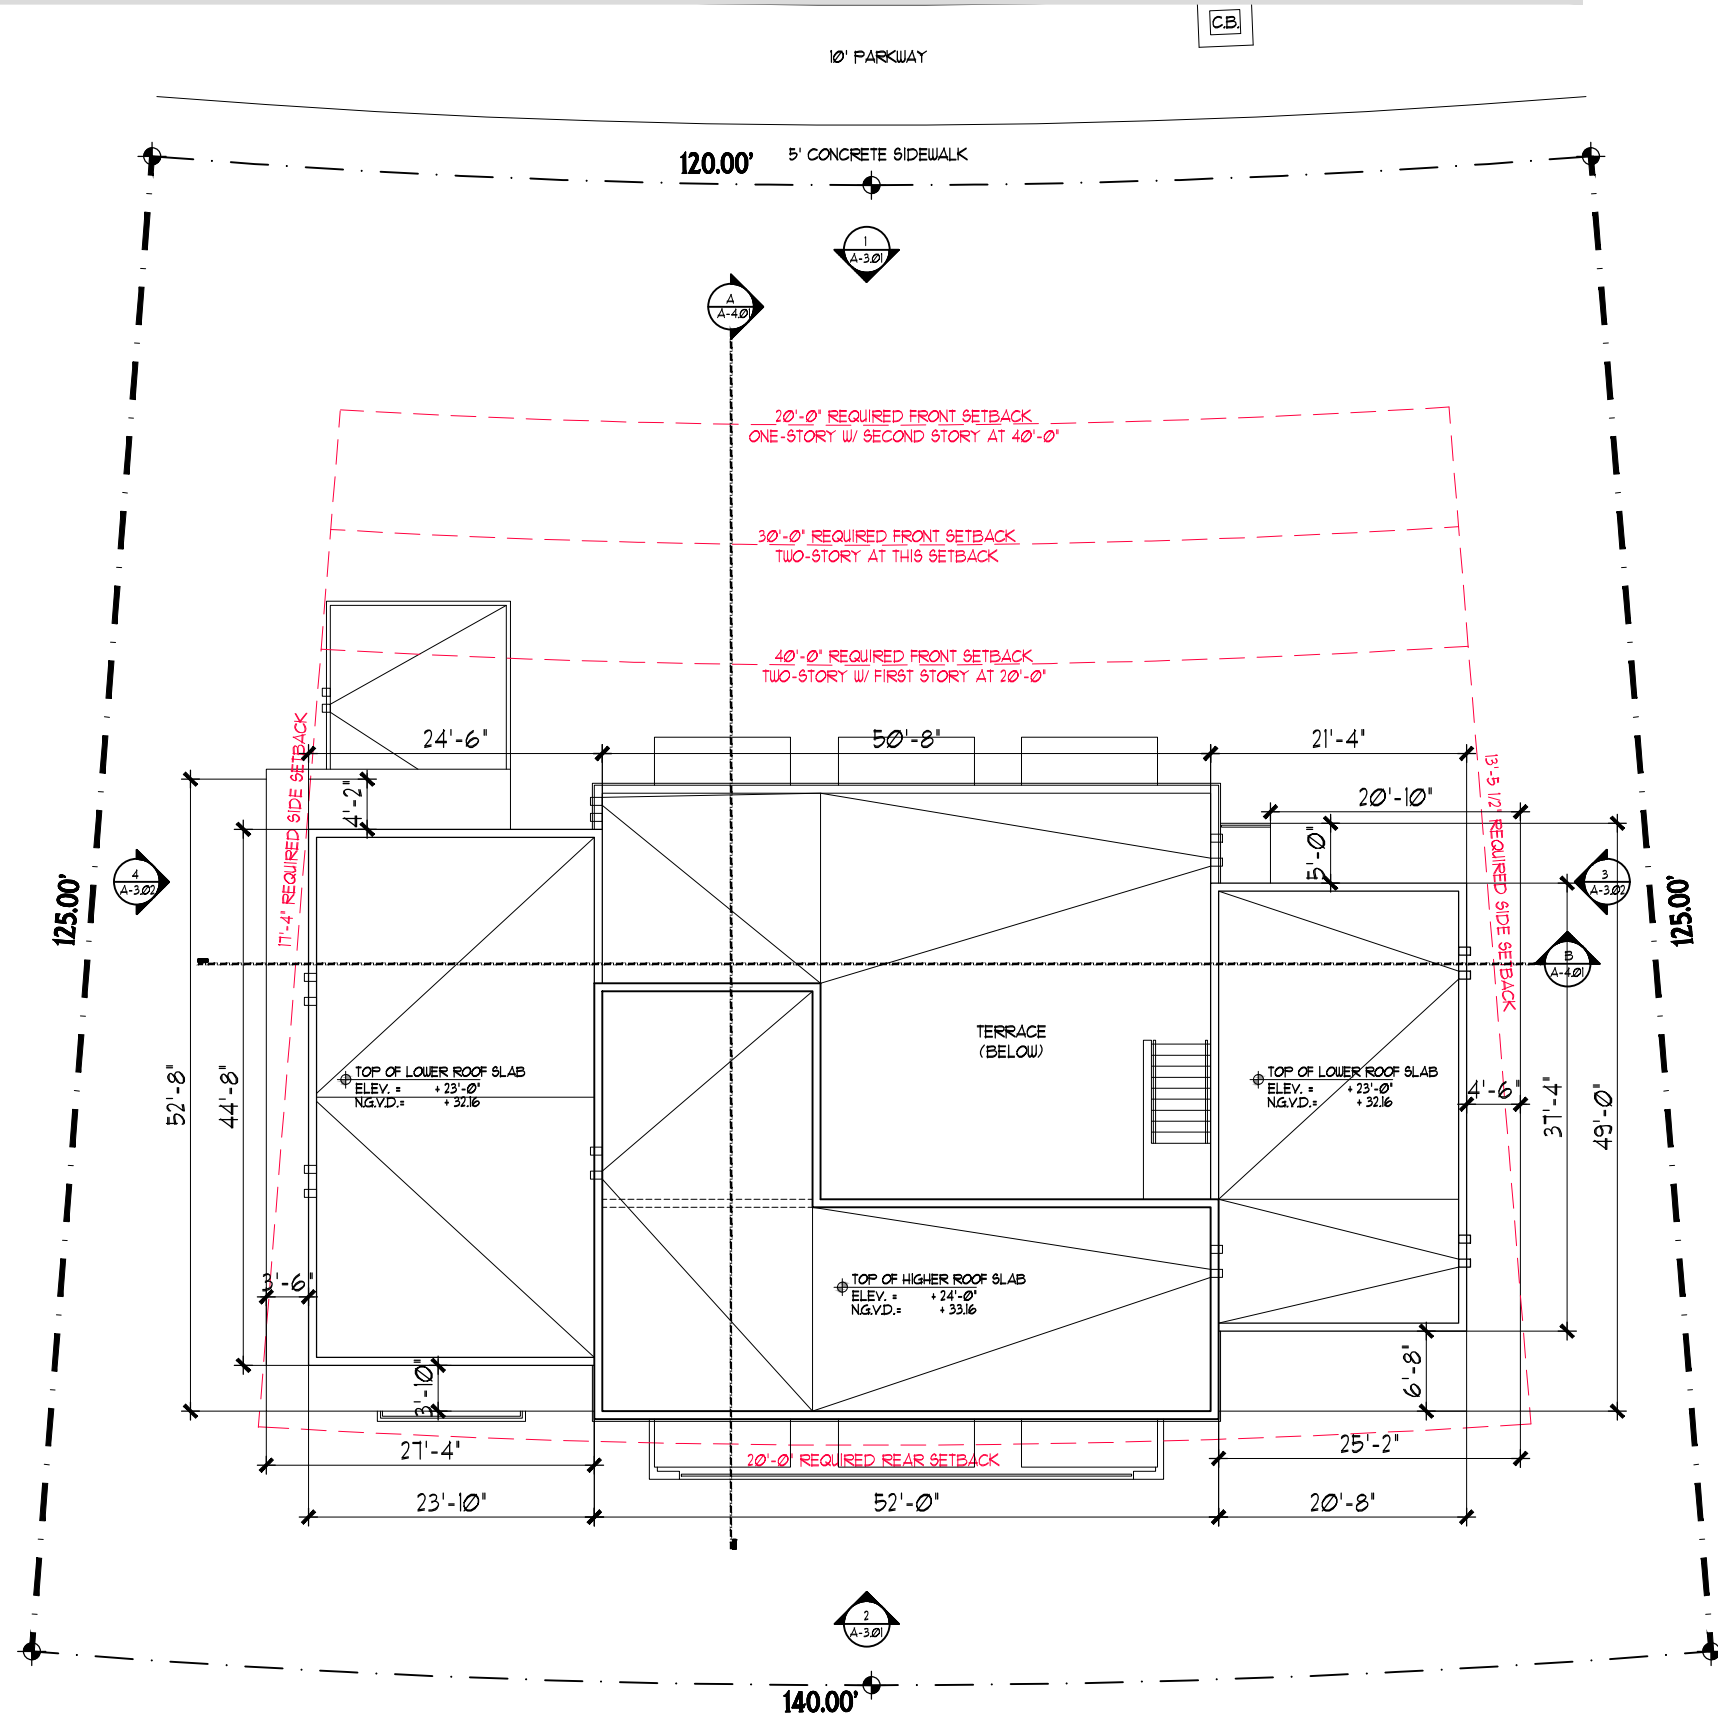 C.B.
10' PARKWAY
120.00'
5' CONCRETE SIDEWALK
1
A-3.01
A
A-4.01
20'-0" REQUIRED FRONT SETBACK
ONE-STORY W/ SECOND STORY AT 40'-0"
30'-0" REQUIRED FRONT SETBACK
TWO-STORY AT THIS SETBACK
40'-0" REQUIRED FRONT SETBACK
TWO-STORY W/ FIRST STORY AT 20'-0"
24'-6"
50'-8"
21'-4"
4'-2"
20'-10"
5'-0"
17'-4" REQUIRED SIDE SETBACK
13'-5 1/2" REQUIRED SIDE SETBACK
4
A-3.02
3
A-3.02
125.00'
125.00'
B
A-4.01
TERRACE
(BELOW)
TOP OF LOWER ROOF SLAB
ELEV. = + 23'-0"
N.G.V.D.= + 32.16
TOP OF LOWER ROOF SLAB
ELEV. = + 23'-0"
N.G.V.D.= + 32.16
52'-8"
44'-8"
4'-6"
37'-4"
49'-0"
3'-6"
TOP OF HIGHER ROOF SLAB
ELEV. = + 24'-0"
N.G.V.D.= + 33.16
3'-10"
6'-8"
27'-4"
20'-0" REQUIRED REAR SETBACK
25'-2"
23'-10"
52'-0"
20'-8"
2
A-3.01
140.00'